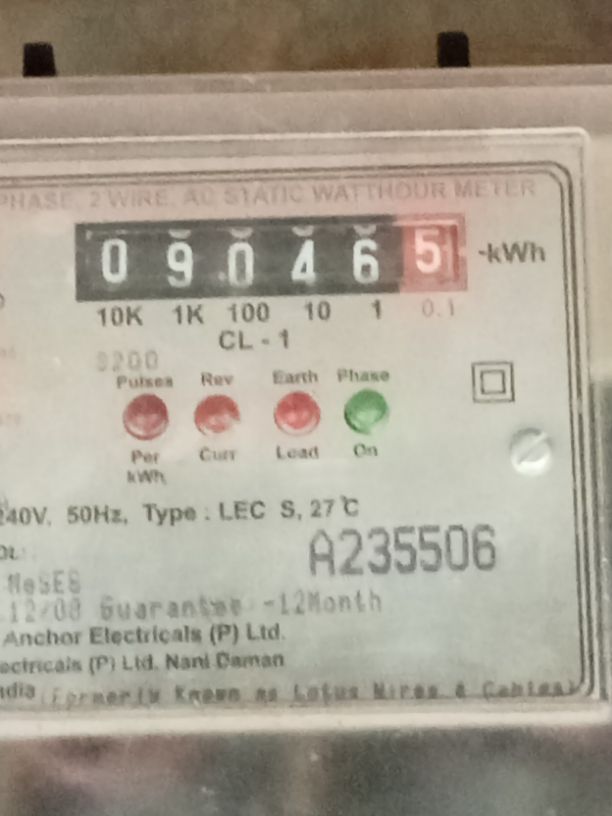 PHASE, 2 WIRE, AC STATIC WATTHOUR METER
0 9 0 4 6 5 -kWh
10K 1K 100 10 1 0.1
CL - 1
3200
Pulses Rev Earth Phase
Per Curr Lead On
kWh
240V, 50Hz, Type : LEC S, 27°C
A235506
12/08 Guarantee -12Month
Anchor Electricals (P) Ltd.
ectricals (P) Ltd. Nani Daman
ndia (Formerly Known as Lotus Wires & Cables)